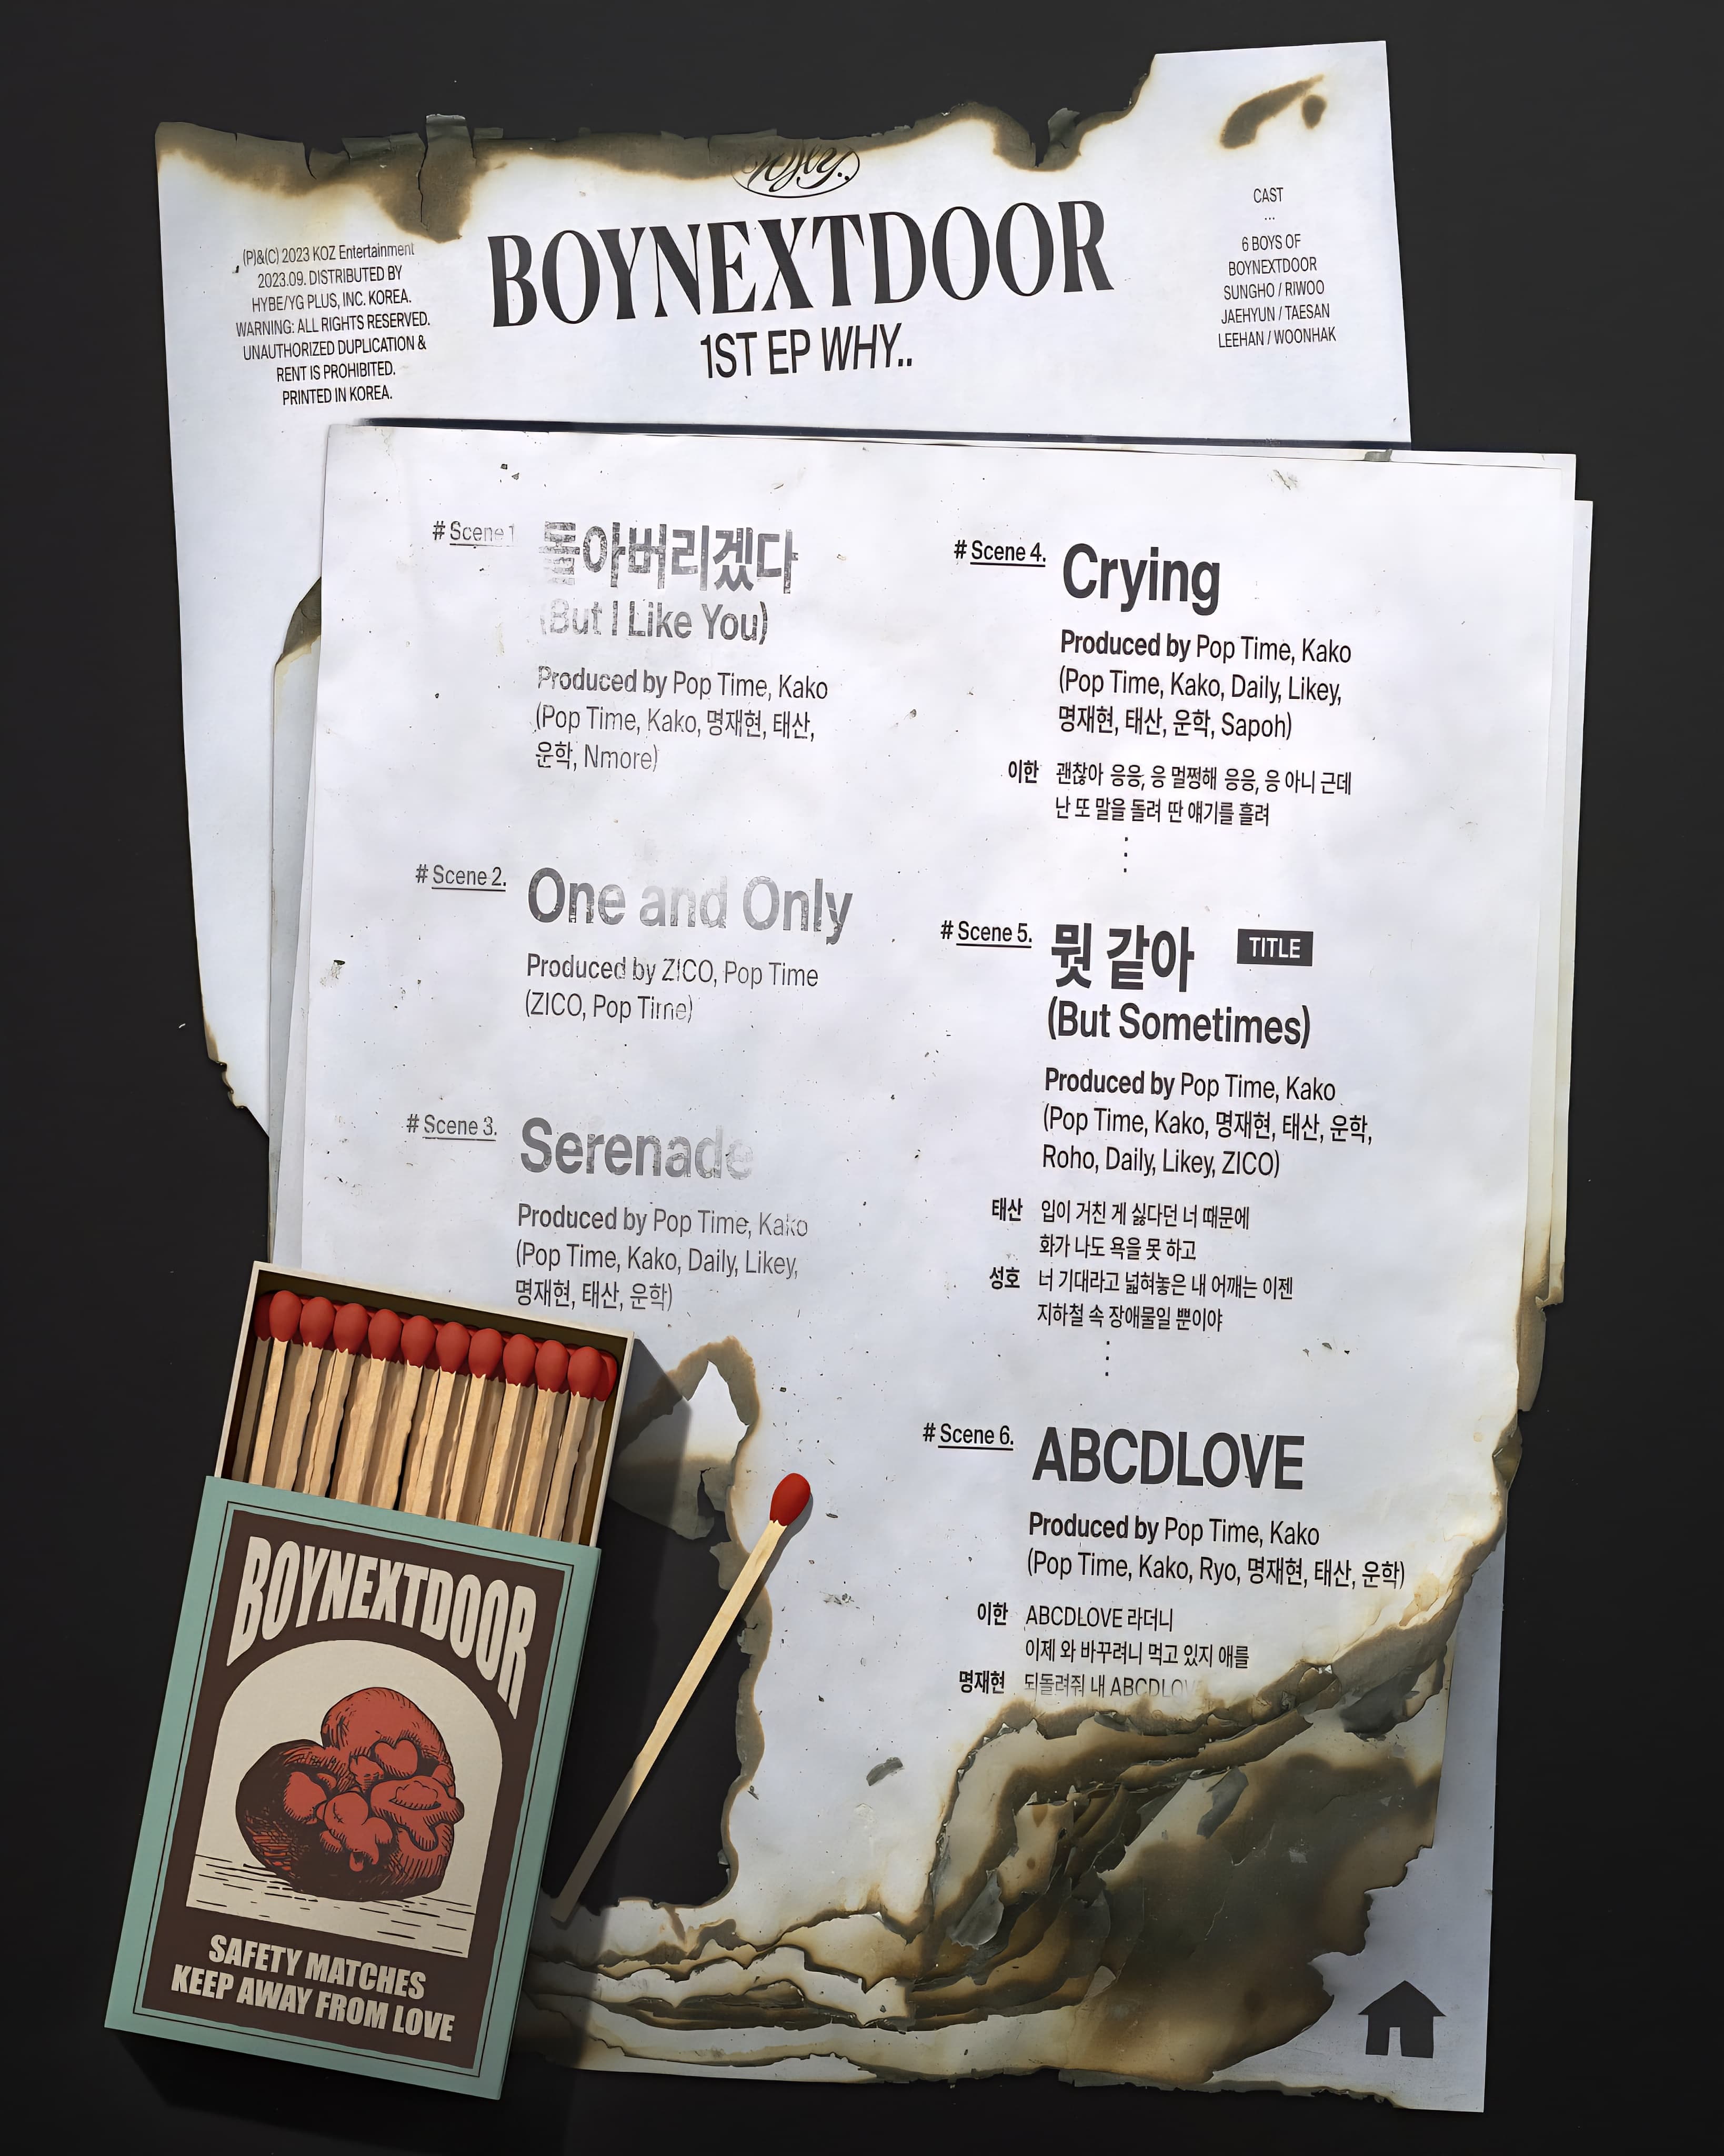 Why..
BOYNEXTDOOR
1ST EP WHY..
(P)&(C) 2023 KOZ Entertainment
2023.09. DISTRIBUTED BY
HYBE/YG PLUS, INC. KOREA.
WARNING: ALL RIGHTS RESERVED.
UNAUTHORIZED DUPLICATION &
RENT IS PROHIBITED.
PRINTED IN KOREA.
CAST
...
6 BOYS OF
BOYNEXTDOOR
SUNGHO / RIWOO
JAEHYUN / TAESAN
LEEHAN / WOONHAK
# Scene 1
돌아버리겠다
(But I Like You)
Produced by Pop Time, Kako
(Pop Time, Kako, 명재현, 태산,
운학, Nmore)
# Scene 2.
One and Only
Produced by ZICO, Pop Time
(ZICO, Pop Time)
# Scene 3.
Serenade
Produced by Pop Time, Kako
(Pop Time, Kako, Daily, Likey,
명재현, 태산, 운학)
# Scene 4.
Crying
Produced by Pop Time, Kako
(Pop Time, Kako, Daily, Likey,
명재현, 태산, 운학, Sapoh)
이한 괜찮아 응응, 응 멀쩡해 응응, 응 아니 근데
난 또 말을 돌려 딴 얘기를 흘려
# Scene 5.
뭣 같아 TITLE
(But Sometimes)
Produced by Pop Time, Kako
(Pop Time, Kako, 명재현, 태산, 운학,
Roho, Daily, Likey, ZICO)
태산 입이 거친 게 싫다던 너 때문에
화가 나도 욕을 못 하고
성호 너 기대라고 넓혀놓은 내 어깨는 이젠
지하철 속 장애물일 뿐이야
# Scene 6.
ABCDLOVE
Produced by Pop Time, Kako
(Pop Time, Kako, Ryo, 명재현, 태산, 운학)
이한 ABCDLOVE 라더니
이제 와 바꾸려니 먹고 있지 애를
명재현 되돌려줘 내 ABCDLOV
BOYNEXTDOOR
SAFETY MATCHES
KEEP AWAY FROM LOVE